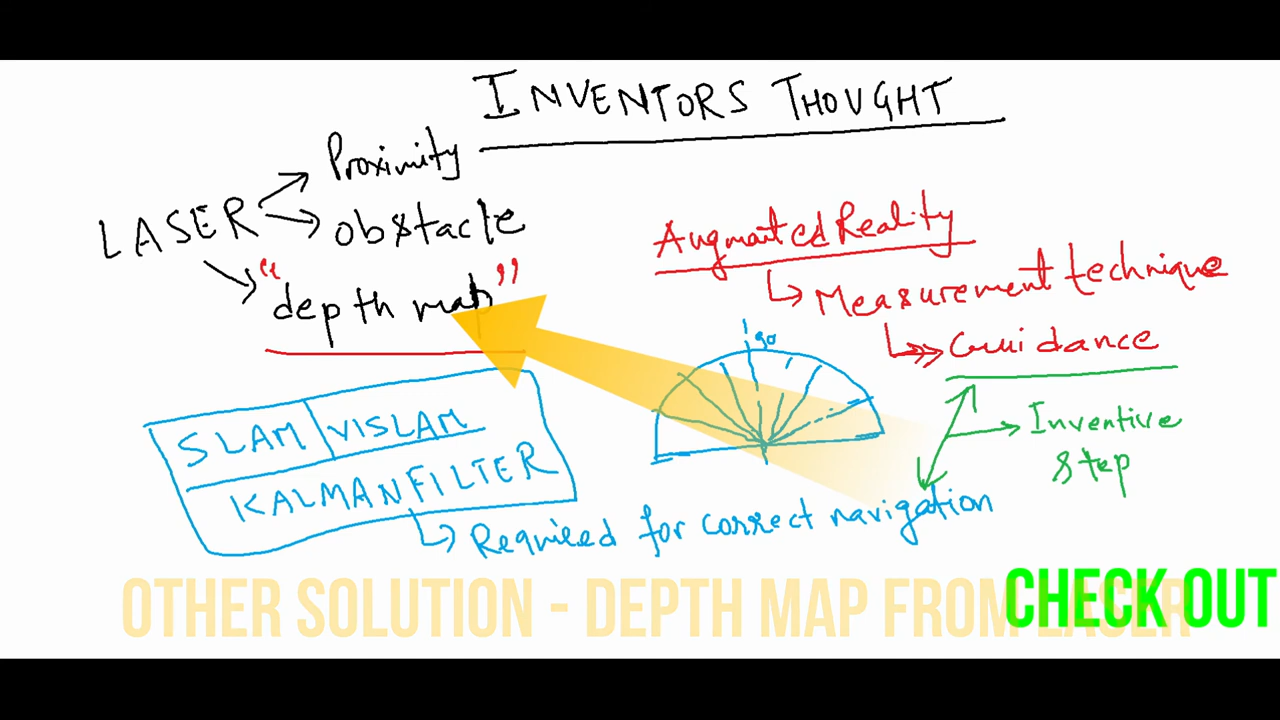 INVENTORS THOUGHT
Proximity
LASER
obstacle
"depth map"
Augmented Reality
Measurement technique
Guidance
90
Inventive
step
SLAM VISLAM
KALMAN FILTER
Required for correct navigation
OTHER SOLUTION - DEPTH MAP FROM LASER
CHECK OUT